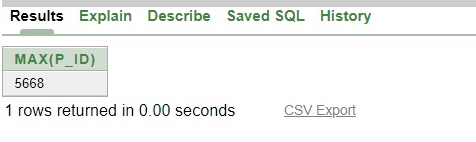 Results Explain Describe Saved SQL History
MAX(P_ID)
5668
1 rows returned in 0.00 seconds CSV Export